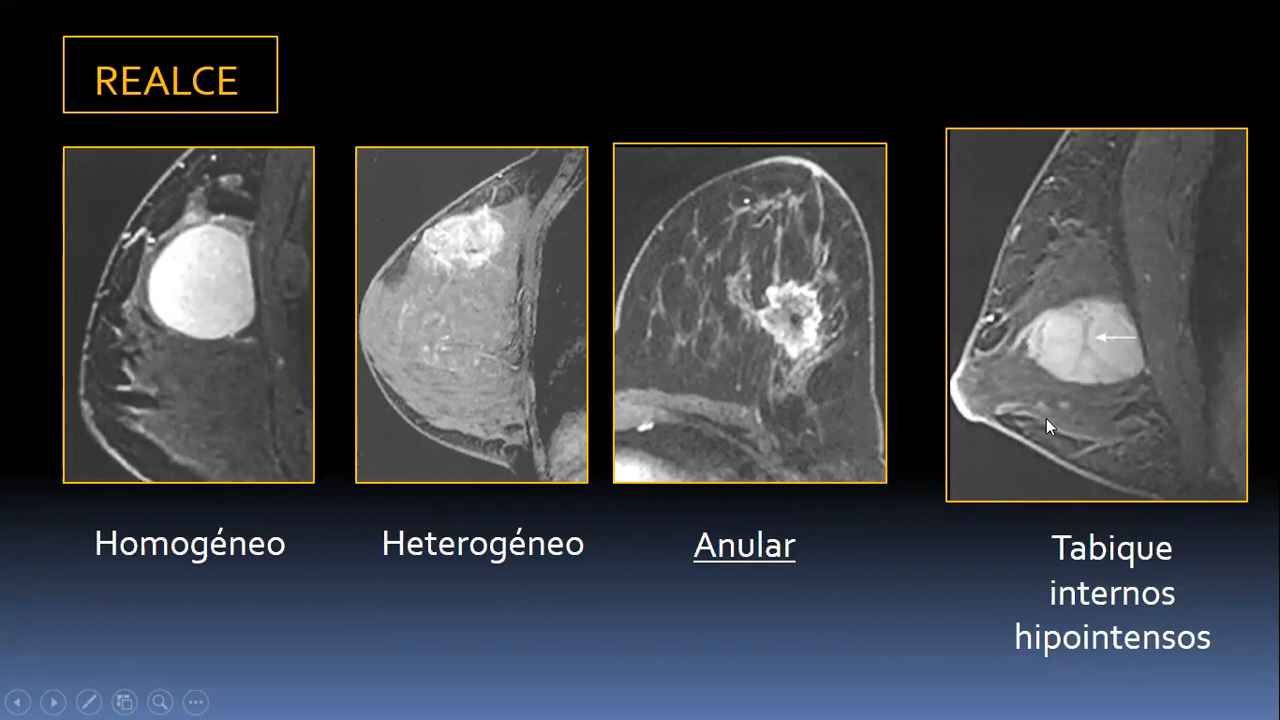 REALCE
Homogéneo
Heterogéneo
Anular
Tabique
internos
hipointensos